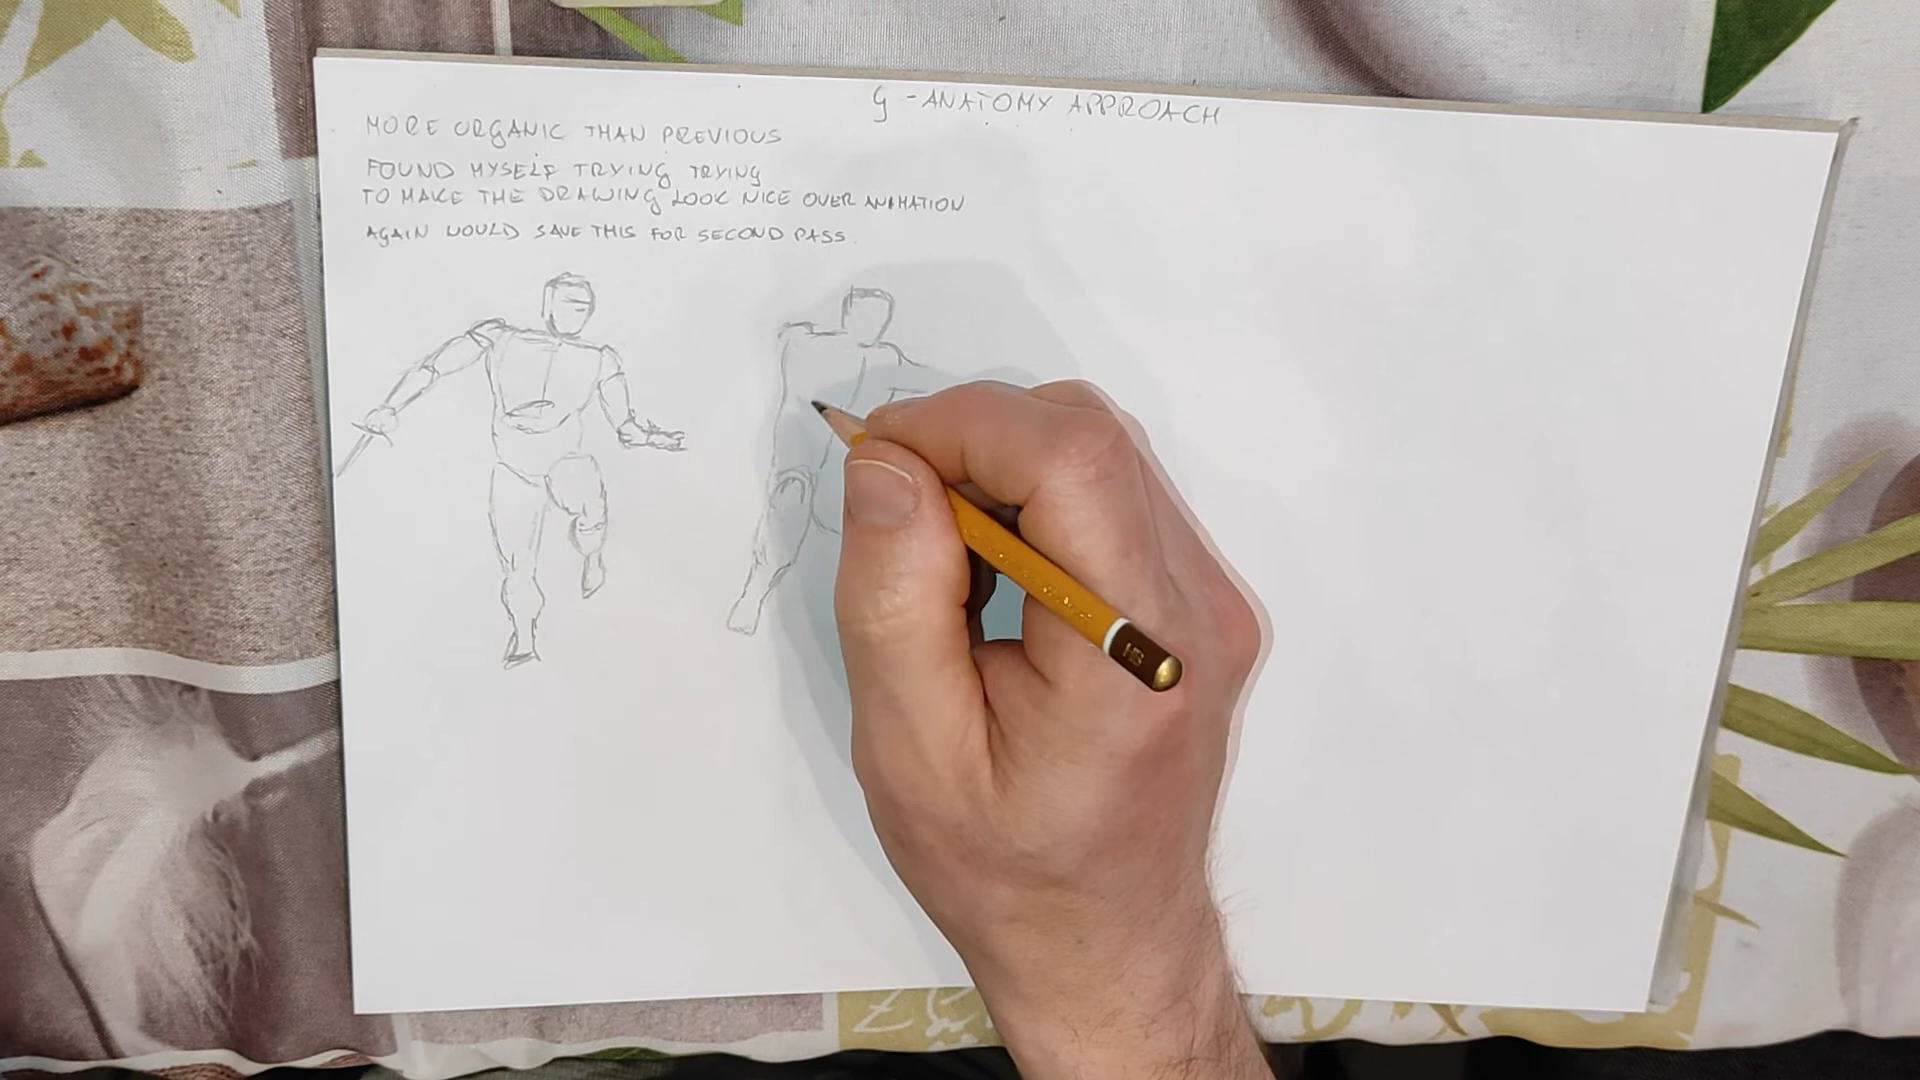 9 - ANATOMY APPROACH
MORE ORGANIC THAN PREVIOUS
FOUND MYSELF TRYING TRYING
TO MAKE THE DRAWING LOOK NICE OVER ANIMATION
AGAIN WOULD SAVE THIS FOR SECOND PASS.
HB